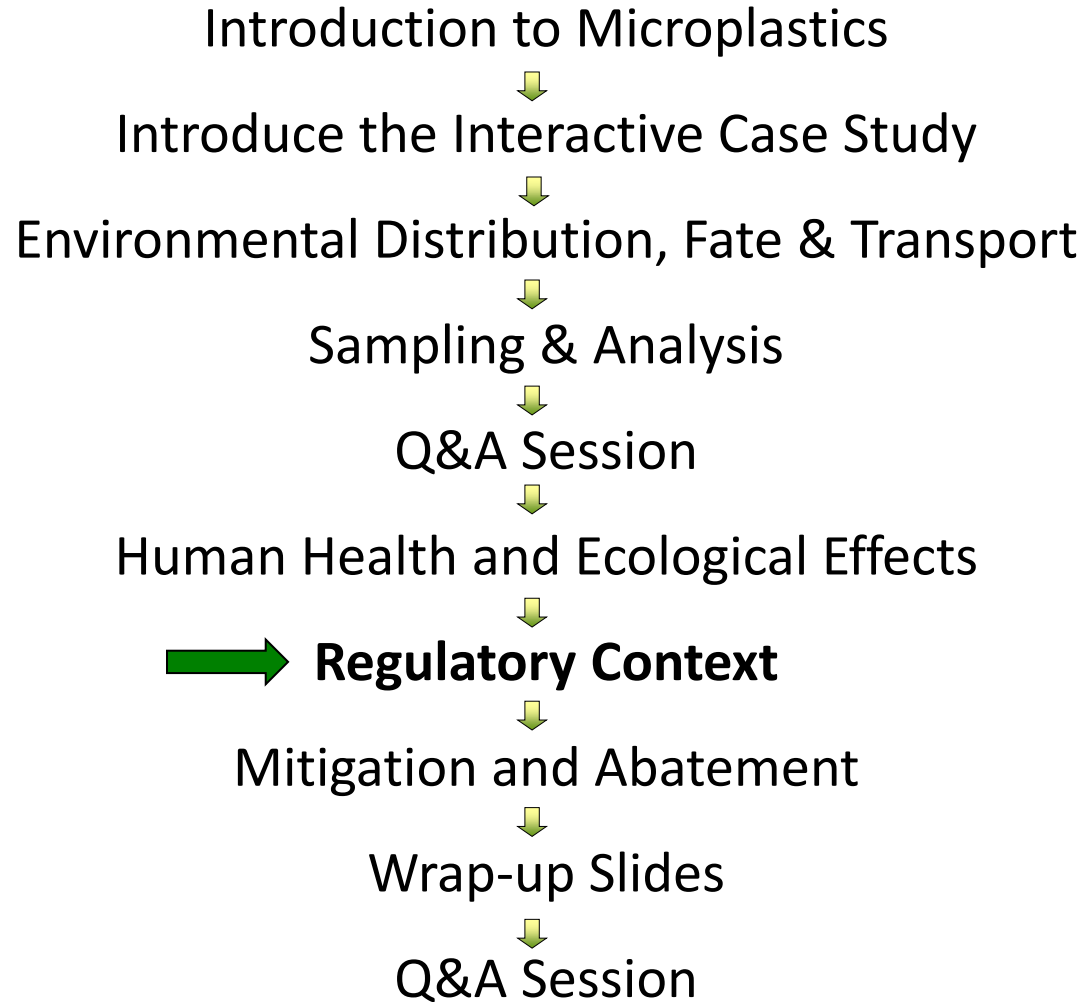 Introduction to Microplastics
Introduce the Interactive Case Study
Environmental Distribution, Fate & Transport
Sampling & Analysis
Q&A Session
Human Health and Ecological Effects
Regulatory Context
Mitigation and Abatement
Wrap-up Slides
Q&A Session